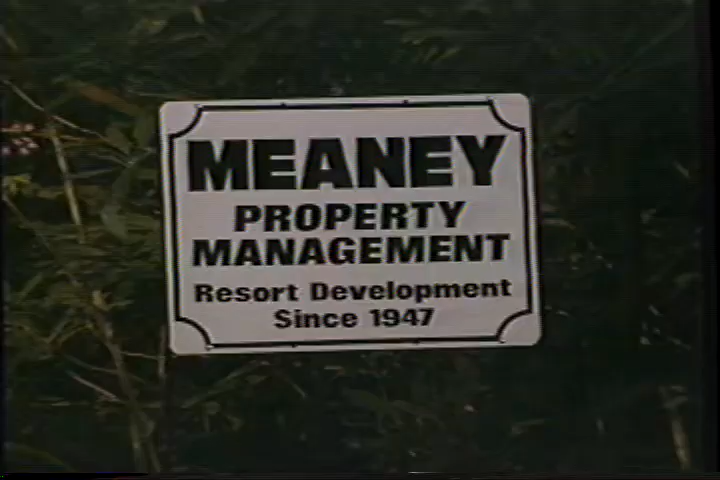 MEANEY
PROPERTY
MANAGEMENT
Resort Development
Since 1947